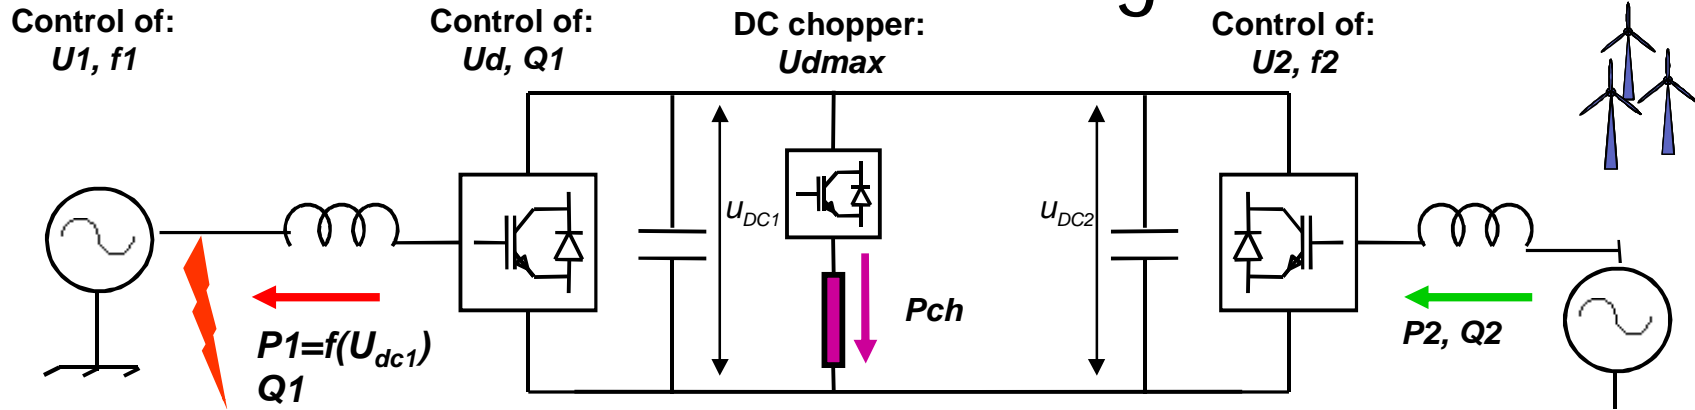 Control of:
U1, f1
Control of:
Ud, Q1
DC chopper:
Udmax
Control of:
U2, f2
uDC1
uDC2
Pch
P1=f(Udc1)
Q1
P2, Q2